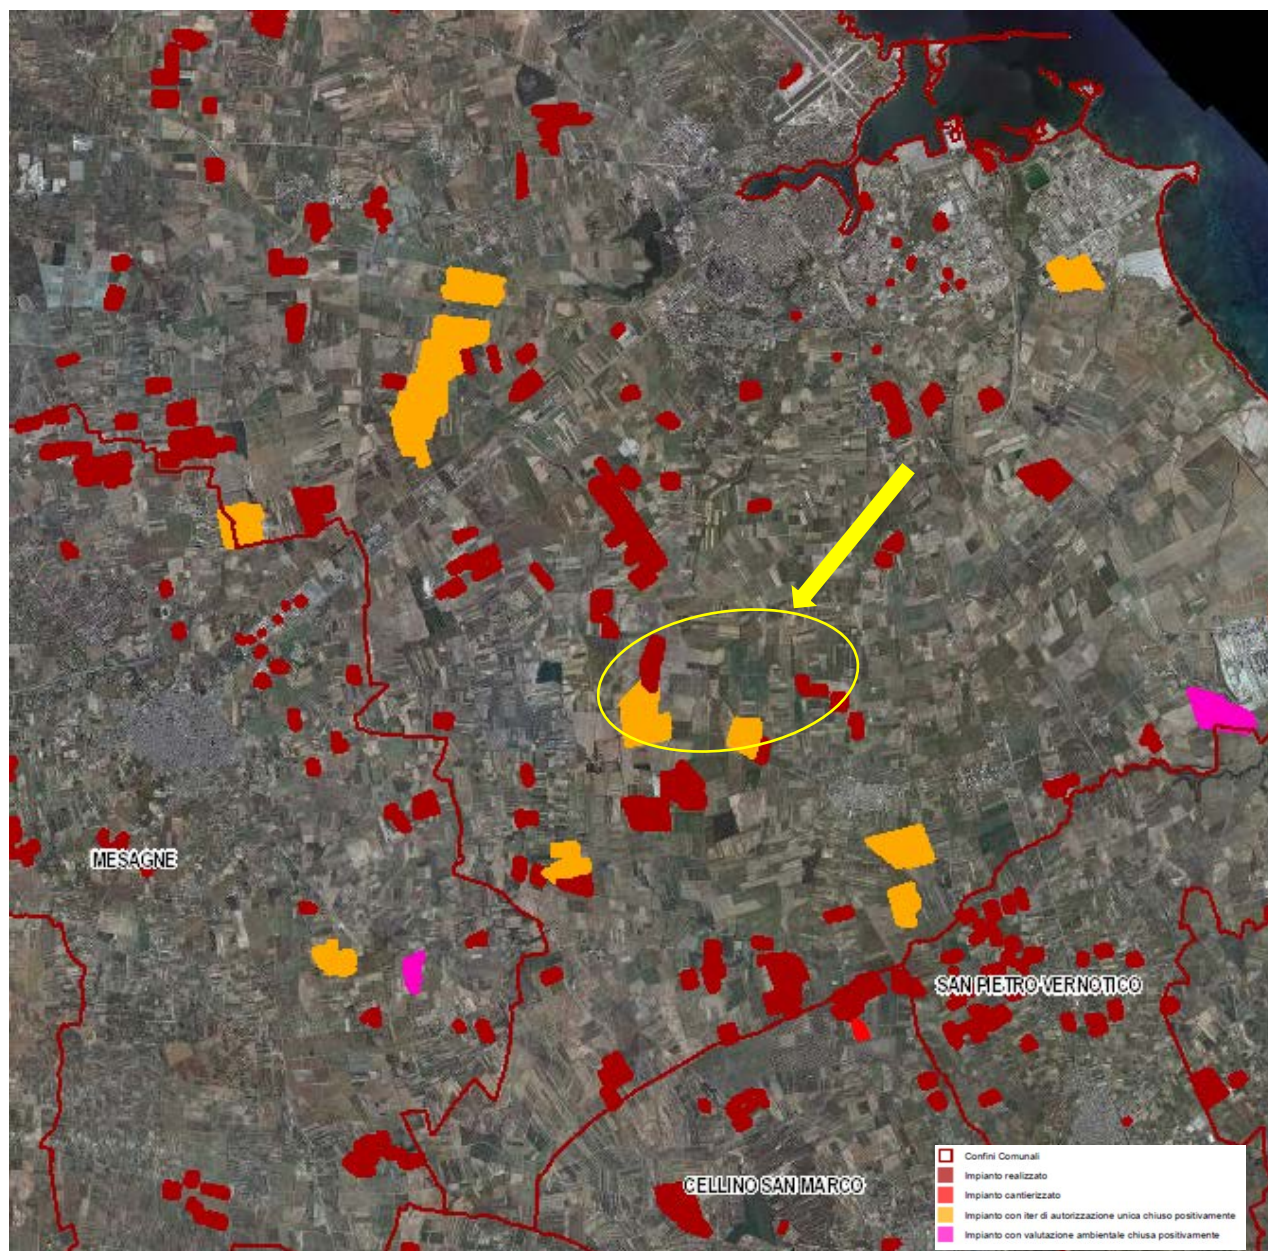 MESAGNE
SAN PIETRO VERNOTICO
CELLINO SAN MARCO
Confini Comunali
Impianto realizzato
Impianto cantierizzato
Impianto con iter di autorizzazione unica chiuso positivamente
Impianto con valutazione ambientale chiusa positivamente